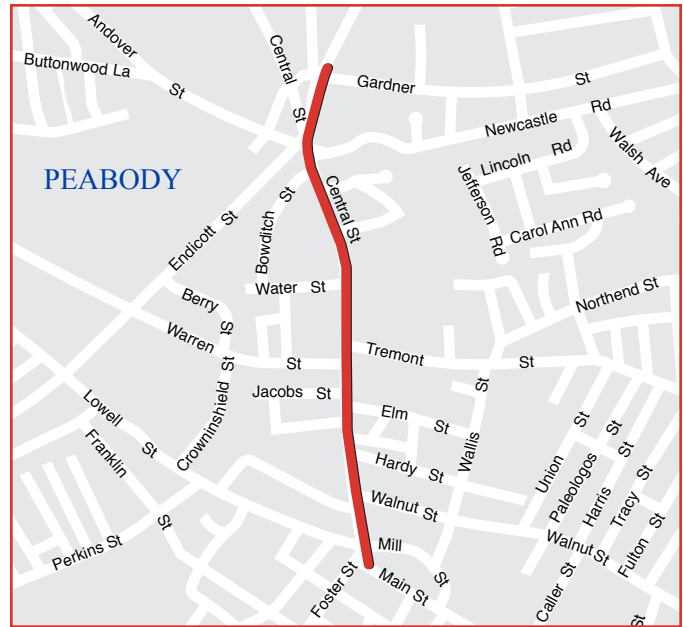 Andover St
Buttonwood La
Central St
Gardner St
Newcastle Rd
Walsh Ave
Lincoln Rd
Jefferson Rd
Carol Ann Rd
PEABODY
Central St
Bowditch St
Endicott St
Water St
Berry St
Northend St
Warren St
Tremont St
Jacobs St
Crowninshield St
Elm St
Wallis St
Lowell St
Franklin St
Hardy St
Union St
Paleologos St
Harris St
Tracy St
Fulton St
Walnut St
Walnut St
Perkins St
Mill St
Foster St
Main St
Caller St
St